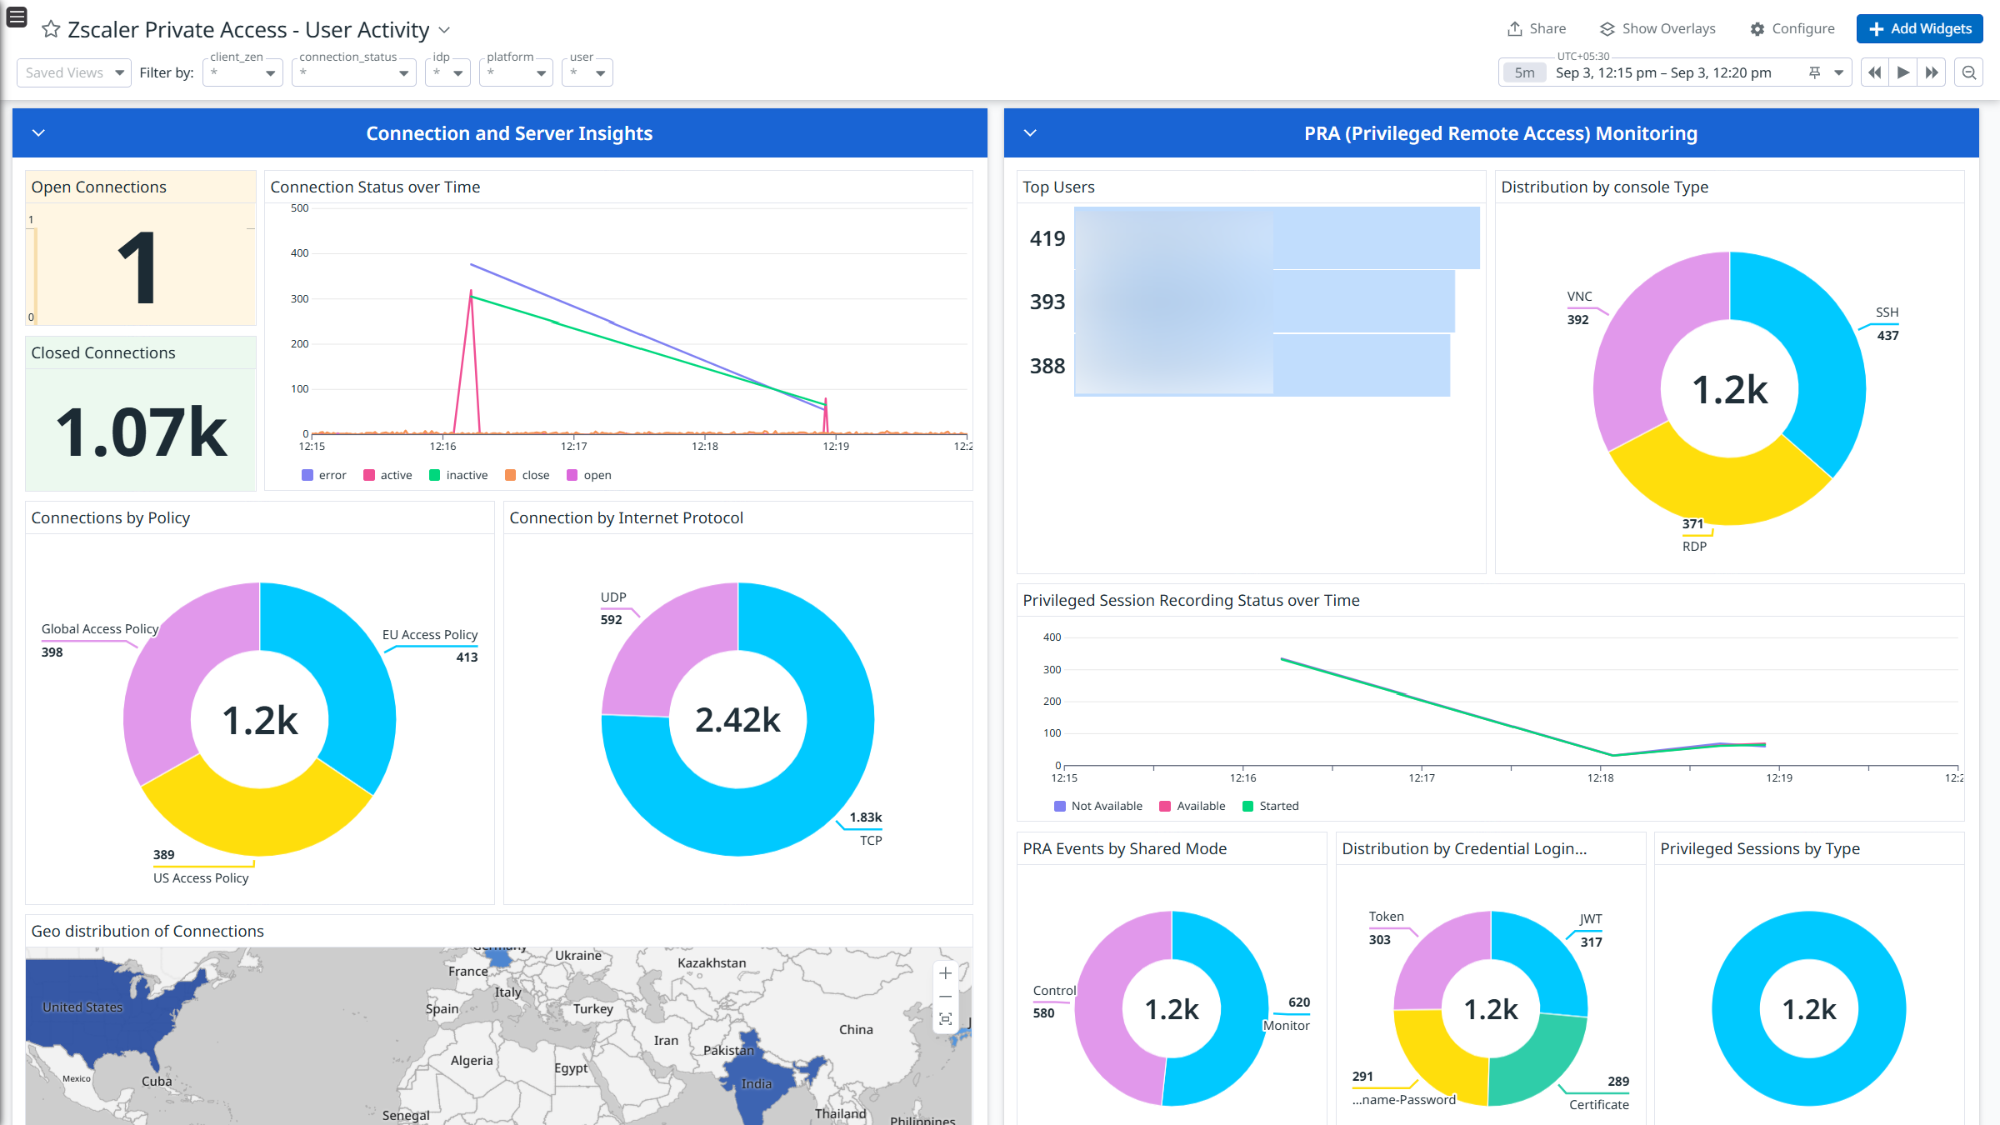 Zscaler Private Access - User Activity
Share
Show Overlays
Configure
Add Widgets
Saved Views
Filter by:
client_zen
*
connection_status
*
idp
*
platform
*
user
*
UTC+05:30
5m
Sep 3, 12:15 pm – Sep 3, 12:20 pm
Connection and Server Insights
Open Connections
1
0
1
Closed Connections
1.07k
Connection Status over Time
500
400
300
200
100
0
12:15
12:16
12:17
12:18
12:19
12:2
error
active
inactive
close
open
Connections by Policy
Global Access Policy
398
EU Access Policy
413
1.2k
389
US Access Policy
Connection by Internet Protocol
UDP
592
2.42k
1.83k
TCP
Geo distribution of Connections
Germany
Ukraine
France
Kazakhstan
Italy
United States
Spain
Turkey
China
Iran
Pakistan
Algeria
Egypt
Mexico
Cuba
India
Senegal
Thailand
Philippines
PRA (Privileged Remote Access) Monitoring
Top Users
419
393
388
Distribution by console Type
VNC
392
SSH
437
1.2k
371
RDP
Privileged Session Recording Status over Time
400
300
200
100
0
12:15
12:16
12:17
12:18
12:19
12:2
Not Available
Available
Started
PRA Events by Shared Mode
Control
580
1.2k
620
Monitor
Distribution by Credential Login...
Token
303
JWT
317
1.2k
291
...name-Password
289
Certificate
Privileged Sessions by Type
1.2k